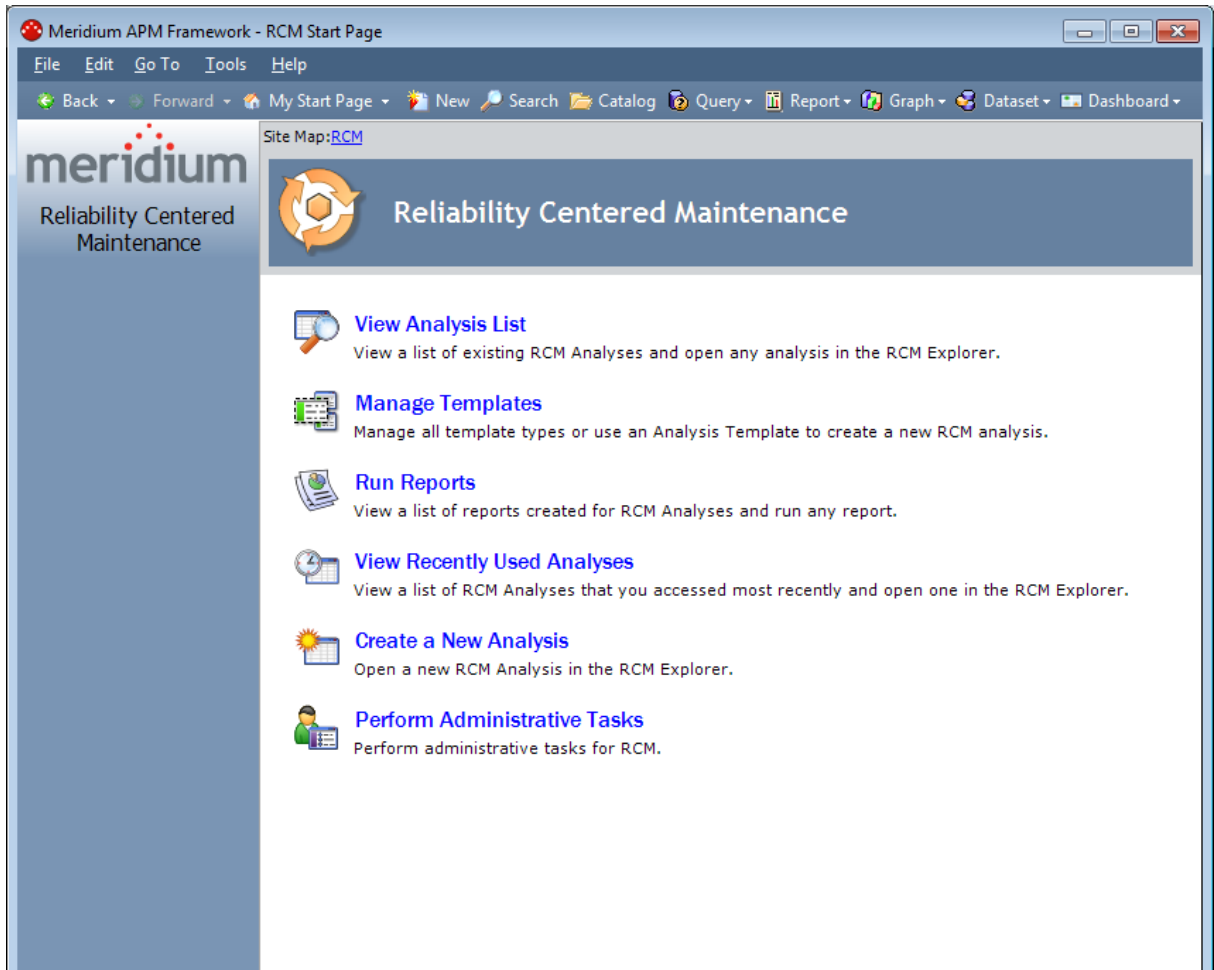 Meridium APM Framework - RCM Start Page
File Edit Go To Tools Help
Back Forward My Start Page New Search Catalog Query Report Graph Dataset Dashboard
meridium
Reliability Centered
Maintenance
Site Map:RCM
Reliability Centered Maintenance
View Analysis List
View a list of existing RCM Analyses and open any analysis in the RCM Explorer.
Manage Templates
Manage all template types or use an Analysis Template to create a new RCM analysis.
Run Reports
View a list of reports created for RCM Analyses and run any report.
View Recently Used Analyses
View a list of RCM Analyses that you accessed most recently and open one in the RCM Explorer.
Create a New Analysis
Open a new RCM Analysis in the RCM Explorer.
Perform Administrative Tasks
Perform administrative tasks for RCM.